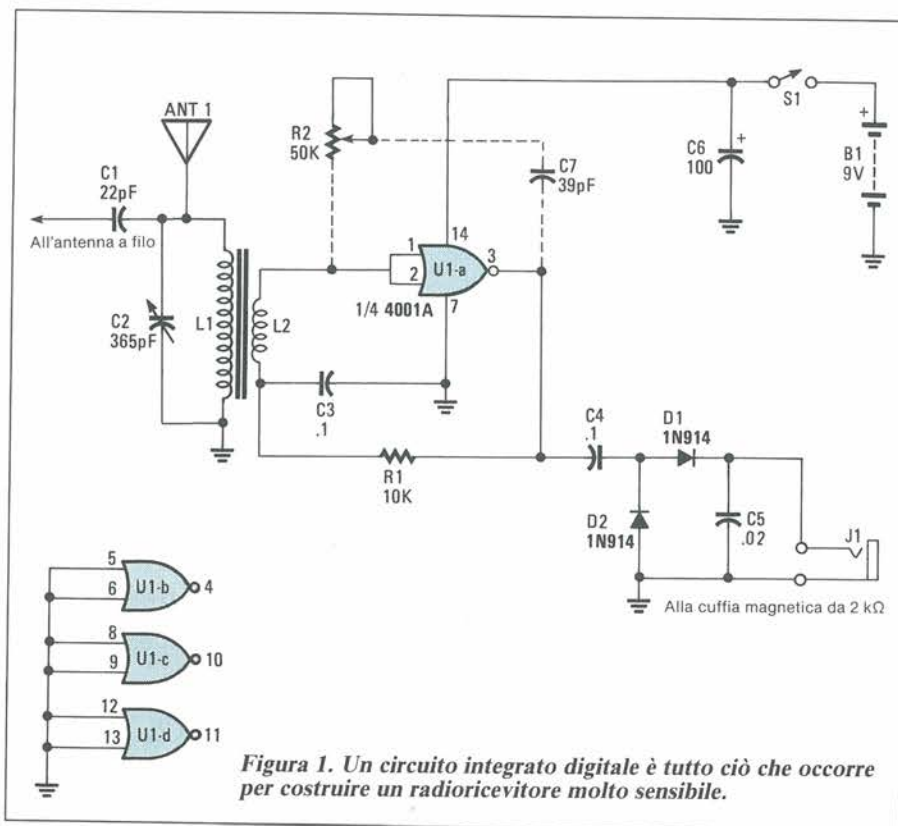 ANT 1
C1
22pF
All'antenna a filo
C2
365pF
L1
L2
R2
50K
C7
39pF
1
2
U1-a
14
3
7
1/4 4001A
C3
.1
R1
10K
C6
100
+
S1
+
B1
9V
C4
.1
D1
1N914
D2
1N914
C5
.02
J1
Alla cuffia magnetica da 2 kΩ
5
6
U1-b
4
8
9
U1-c
10
12
13
U1-d
11
Figura 1. Un circuito integrato digitale è tutto ciò che occorre
per costruire un radioricevitore molto sensibile.